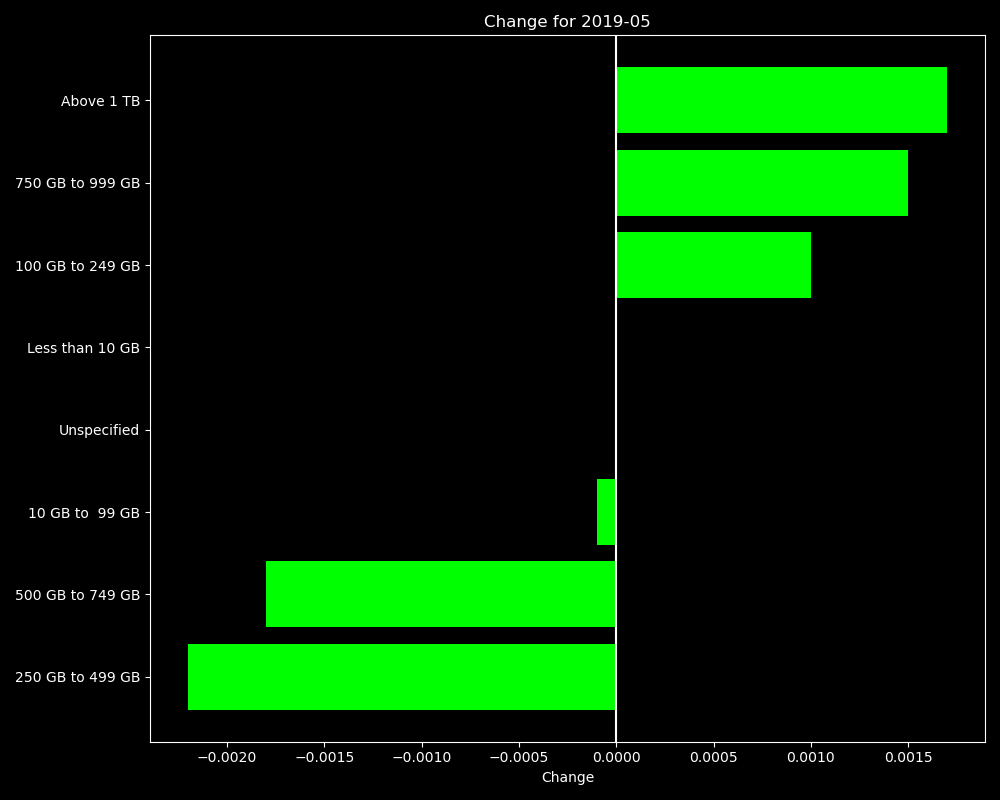 Change for 2019-05
Above 1 TB
750 GB to 999 GB
100 GB to 249 GB
Less than 10 GB
Unspecified
10 GB to  99 GB
500 GB to 749 GB
250 GB to 499 GB
−0.0020 −0.0015 −0.0010 −0.0005 0.0000 0.0005 0.0010 0.0015
Change